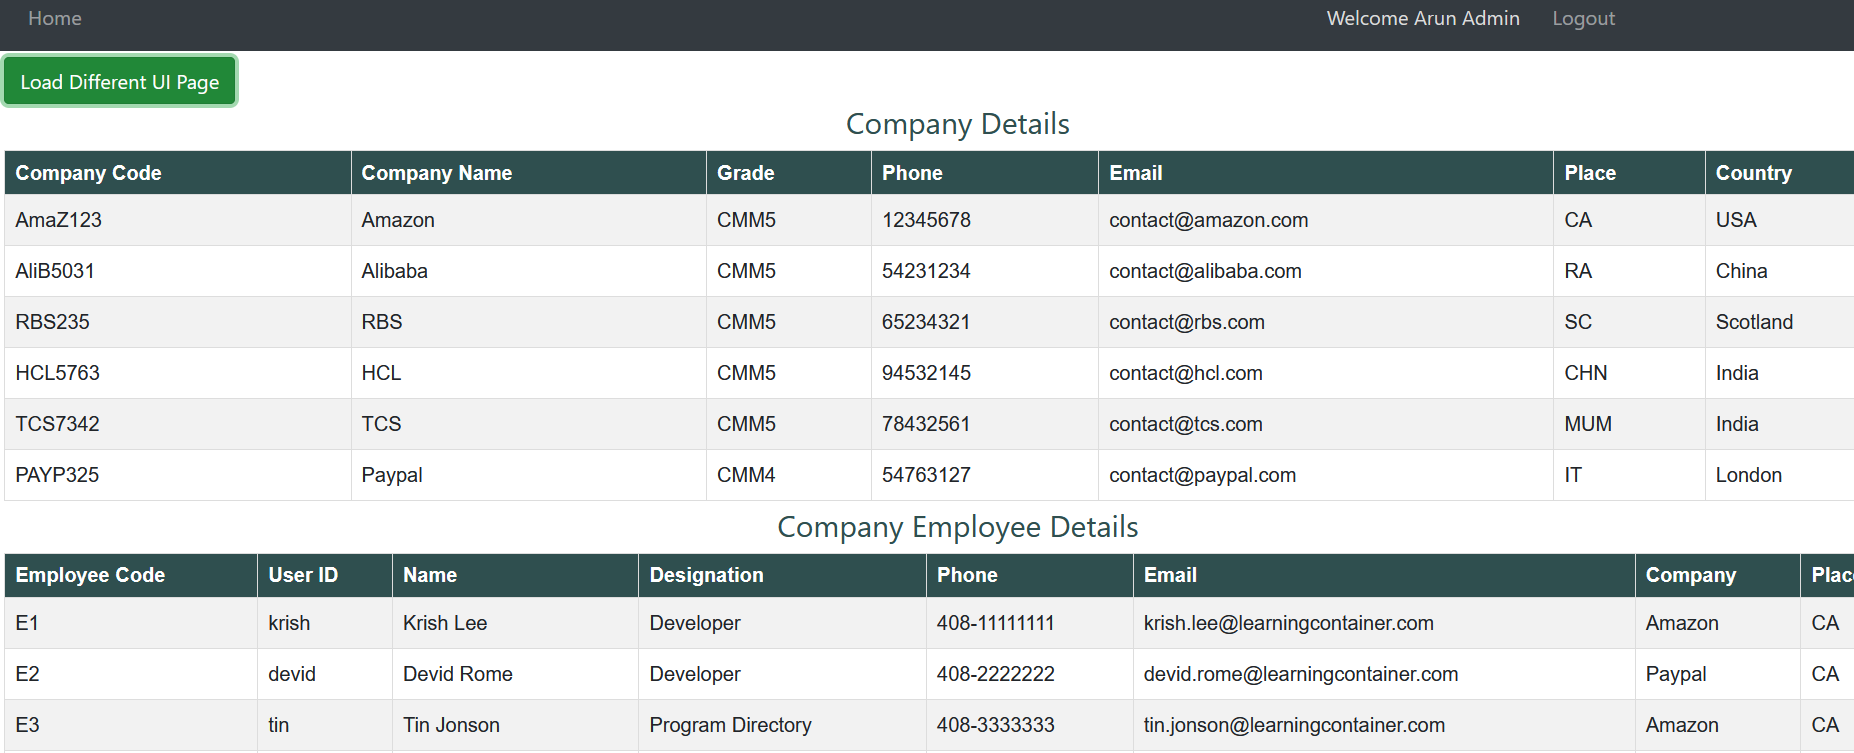 Home Welcome Arun Admin Logout
Load Different UI Page
Company Details
Company Code Company Name Grade Phone Email Place Country
AmaZ123 Amazon CMM5 12345678 contact@amazon.com CA USA
AliB5031 Alibaba CMM5 54231234 contact@alibaba.com RA China
RBS235 RBS CMM5 65234321 contact@rbs.com SC Scotland
HCL5763 HCL CMM5 94532145 contact@hcl.com CHN India
TCS7342 TCS CMM5 78432561 contact@tcs.com MUM India
PAYP325 Paypal CMM4 54763127 contact@paypal.com IT London
Company Employee Details
Employee Code User ID Name Designation Phone Email Company Plac
E1 krish Krish Lee Developer 408-11111111 krish.lee@learningcontainer.com Amazon CA
E2 devid Devid Rome Developer 408-2222222 devid.rome@learningcontainer.com Paypal CA
E3 tin Tin Jonson Program Directory 408-3333333 tin.jonson@learningcontainer.com Amazon CA